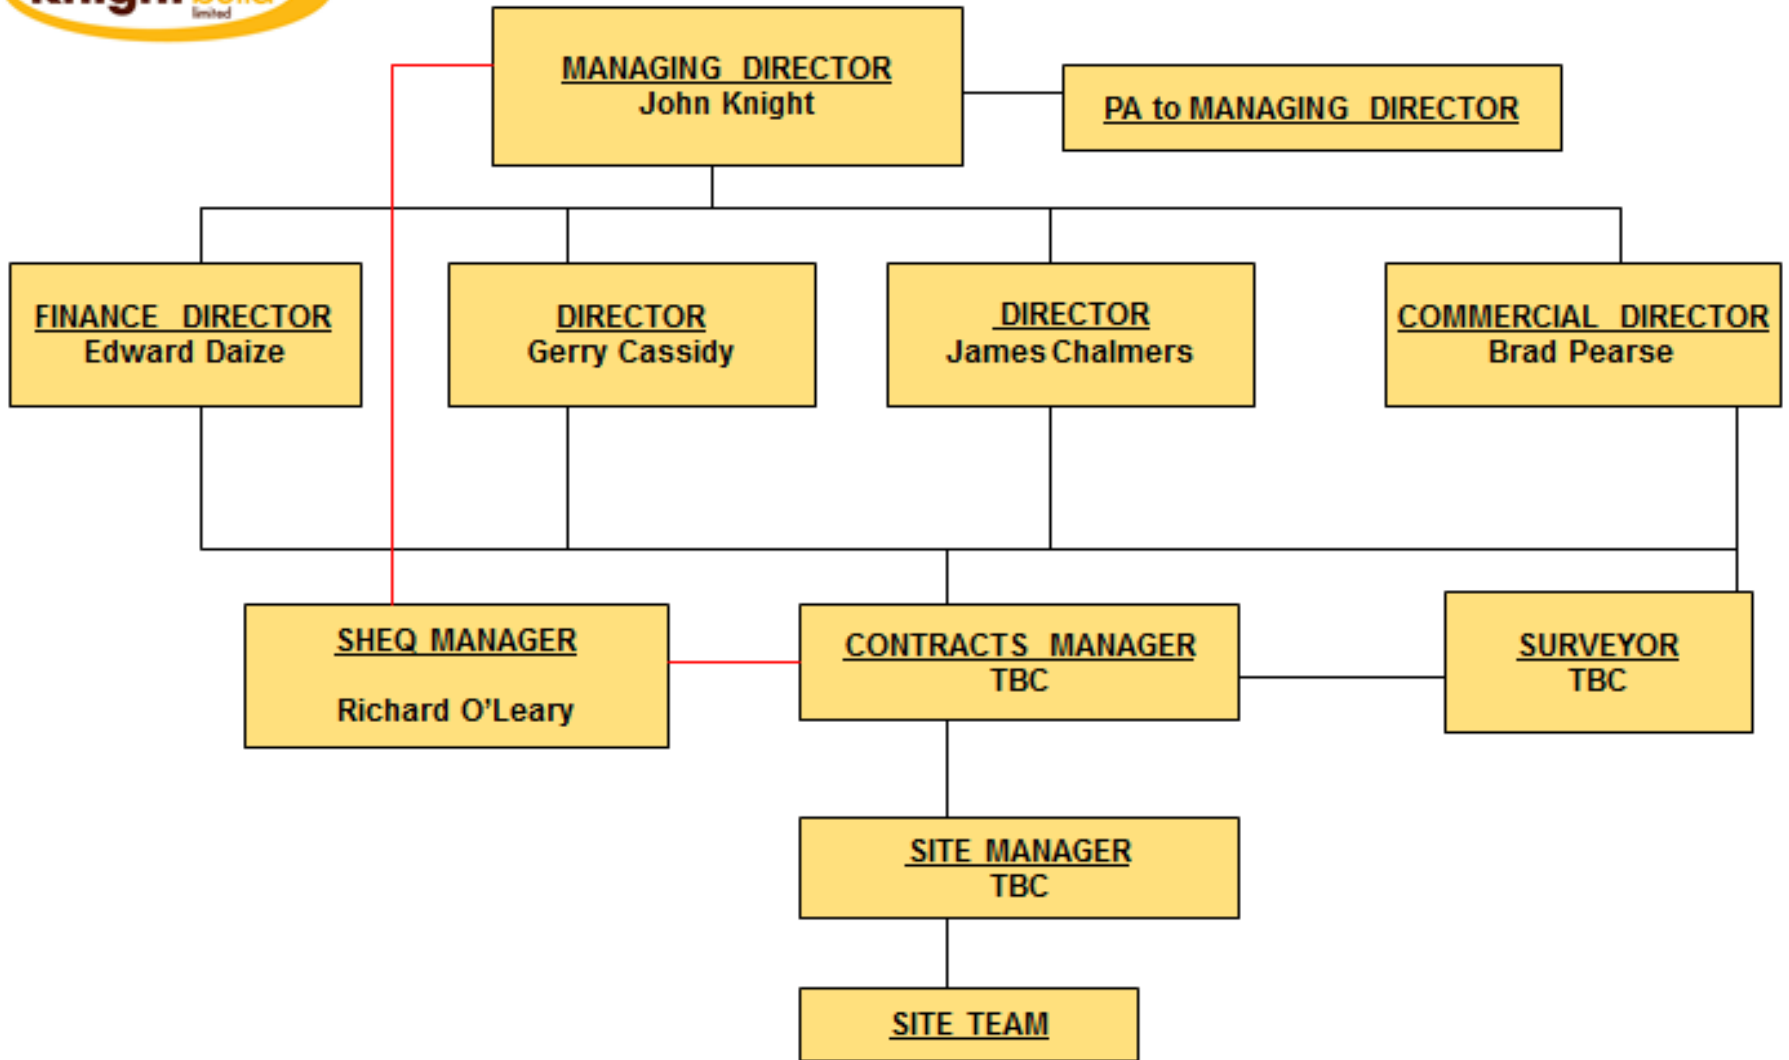 limited
MANAGING DIRECTOR
John Knight
PA to MANAGING DIRECTOR
FINANCE DIRECTOR
Edward Daize
DIRECTOR
Gerry Cassidy
DIRECTOR
James Chalmers
COMMERCIAL DIRECTOR
Brad Pearse
SHEQ MANAGER
Richard O'Leary
CONTRACTS MANAGER
TBC
SURVEYOR
TBC
SITE MANAGER
TBC
SITE TEAM